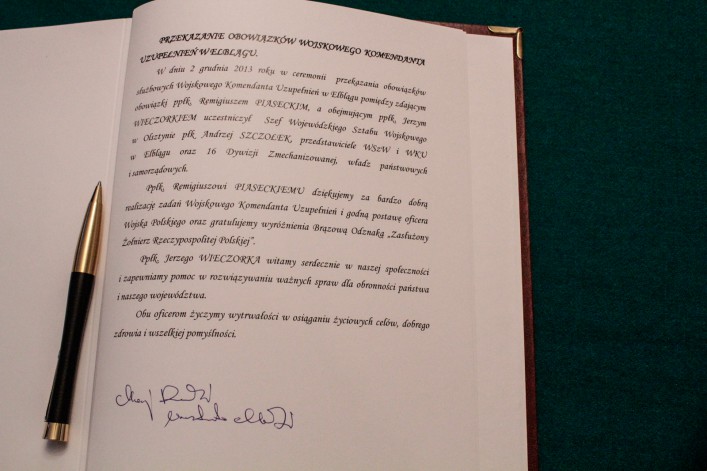 PRZEKAZANIE OBOWIĄZKÓW WOJSKOWEGO KOMENDANTA
UZUPEŁNIEŃ W ELBLĄGU.
W dniu 2 grudnia 2013 roku w ceremonii przekazania obowiązków
służbowych Wojskowego Komendanta Uzupełnień w Elblągu pomiędzy zdającym
obowiązki ppłk. Remigiuszem PIASECKIM, a obejmującym ppłk. Jerzym
WIECZORKIEM uczestniczył Szef Wojewódzkiego Sztabu Wojskowego
w Olsztynie płk Andrzej SZCZOŁEK, przedstawiciele WSzW i WKU
w Elblągu oraz 16 Dywizji Zmechanizowanej, władz państwowych
i samorządowych.
Ppłk. Remigiuszowi PIASECKIEMU dziękujemy za bardzo dobrą
realizację zadań Wojskowego Komendanta Uzupełnień i godną postawę oficera
Wojska Polskiego oraz gratulujemy wyróżnienia Brązową Odznaką „Zasłużony
Żołnierz Rzeczypospolitej Polskiej”.
Ppłk. Jerzego WIECZORKA witamy serdecznie w naszej społeczności
i zapewniamy pomoc w rozwiązywaniu ważnych spraw dla obronności państwa
i naszego województwa.
Obu oficerom życzymy wytrwałości w osiąganiu życiowych celów, dobrego
zdrowia i wszelkiej pomyślności.